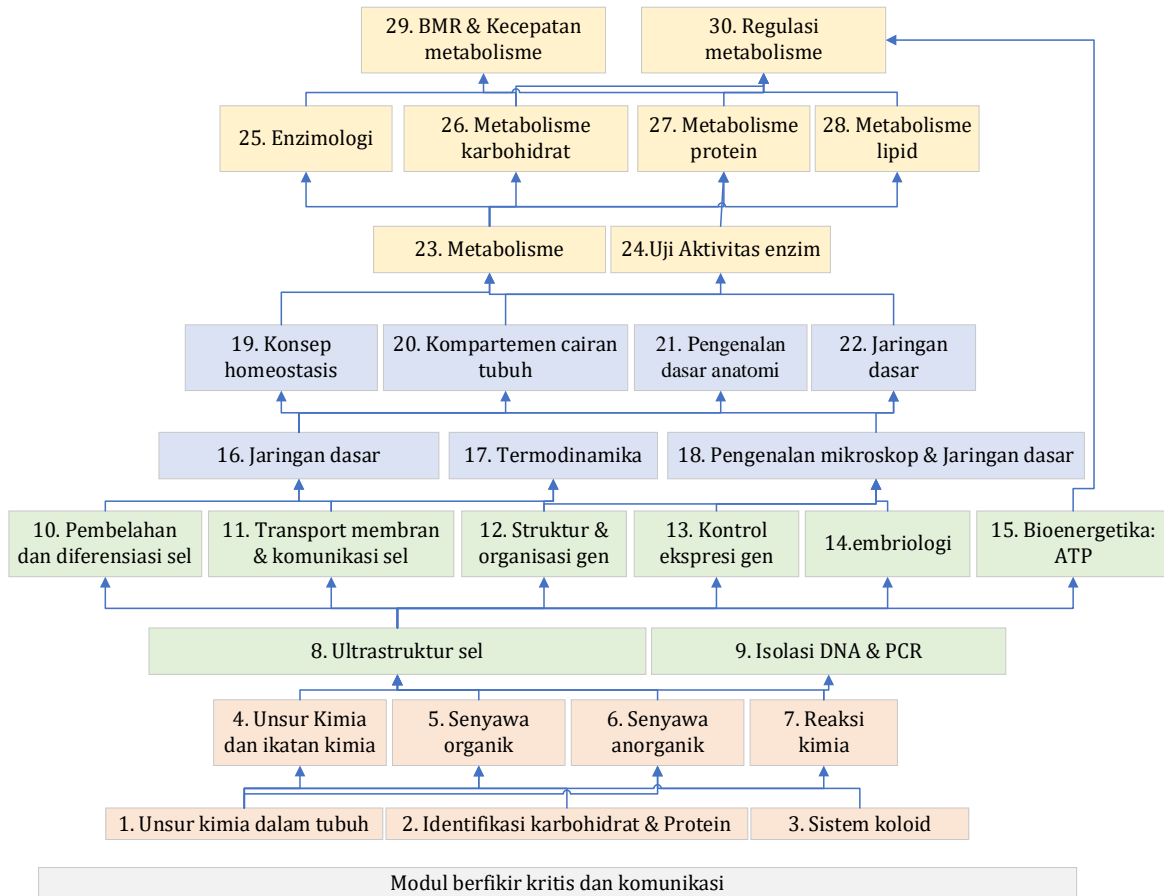 29. BMR & Kecepatan
metabolisme
30. Regulasi
metabolisme
25. Enzimologi
26. Metabolisme
karbohidrat
27. Metabolisme
protein
28. Metabolisme
lipid
23. Metabolisme
24.Uji Aktivitas enzim
19. Konsep
homeostasis
20. Kompartemen cairan
tubuh
21. Pengenalan
dasar anatomi
22. Jaringan
dasar
16. Jaringan dasar
17. Termodinamika
18. Pengenalan mikroskop & Jaringan dasar
10. Pembelahan
dan diferensiasi sel
11. Transport membran
& komunikasi sel
12. Struktur &
organisasi gen
13. Kontrol
ekspresi gen
14.embriologi
15. Bioenergetika:
ATP
8. Ultrastruktur sel
9. Isolasi DNA & PCR
4. Unsur Kimia
dan ikatan kimia
5. Senyawa
organik
6. Senyawa
anorganik
7. Reaksi
kimia
1. Unsur kimia dalam tubuh
2. Identifikasi karbohidrat & Protein
3. Sistem koloid
Modul berfikir kritis dan komunikasi